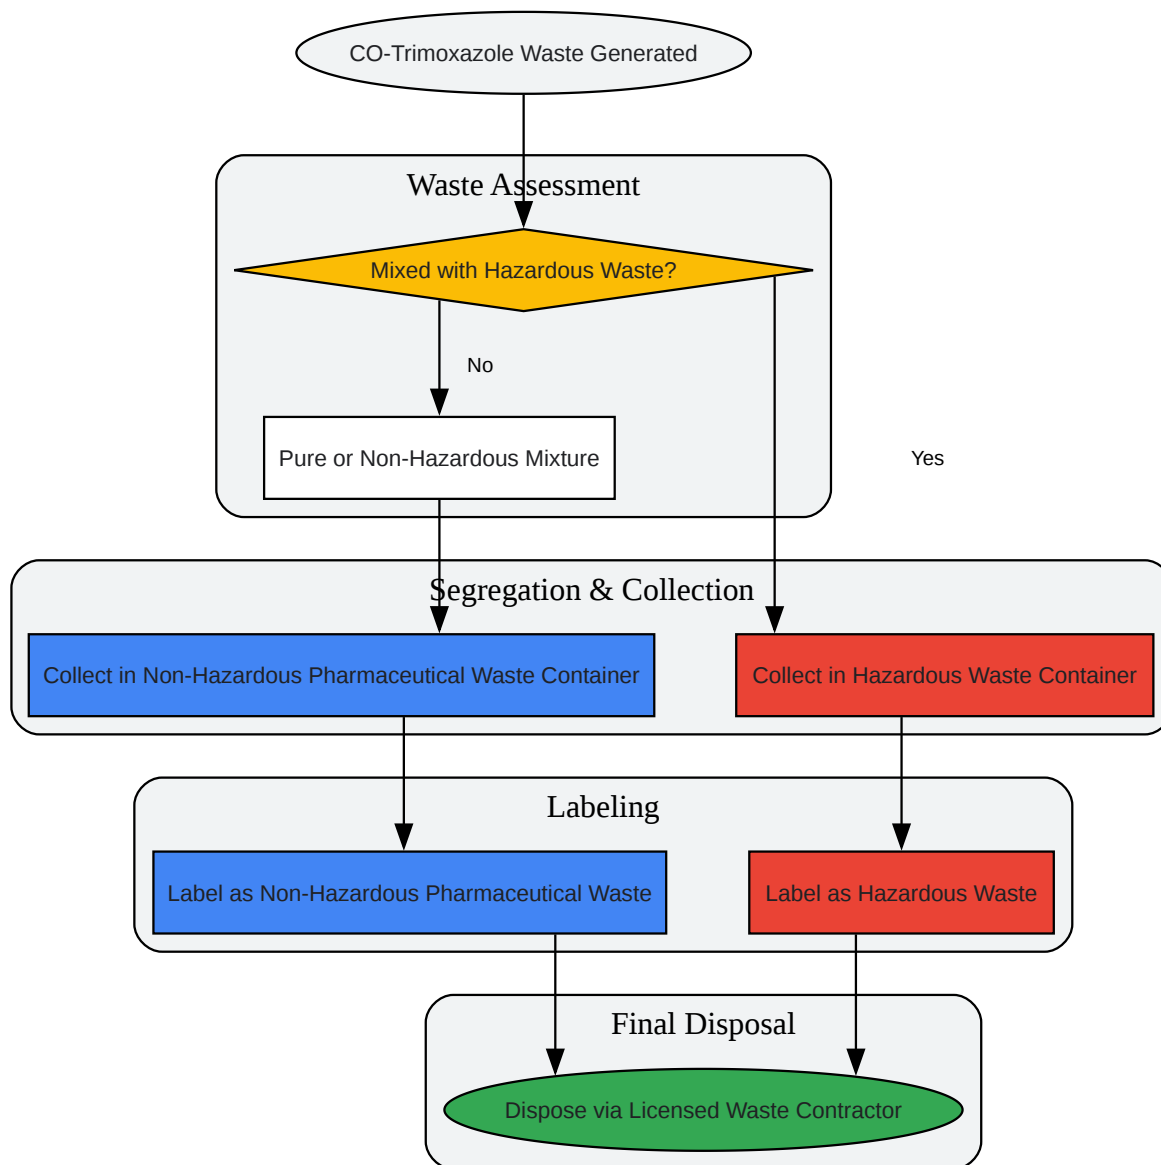 CO-Trimoxazole Waste Generated
Waste Assessment
Mixed with Hazardous Waste?
No
Pure or Non-Hazardous Mixture
Yes
Segregation & Collection
Collect in Non-Hazardous Pharmaceutical Waste Container
Collect in Hazardous Waste Container
Labeling
Label as Non-Hazardous Pharmaceutical Waste
Label as Hazardous Waste
Final Disposal
Dispose via Licensed Waste Contractor